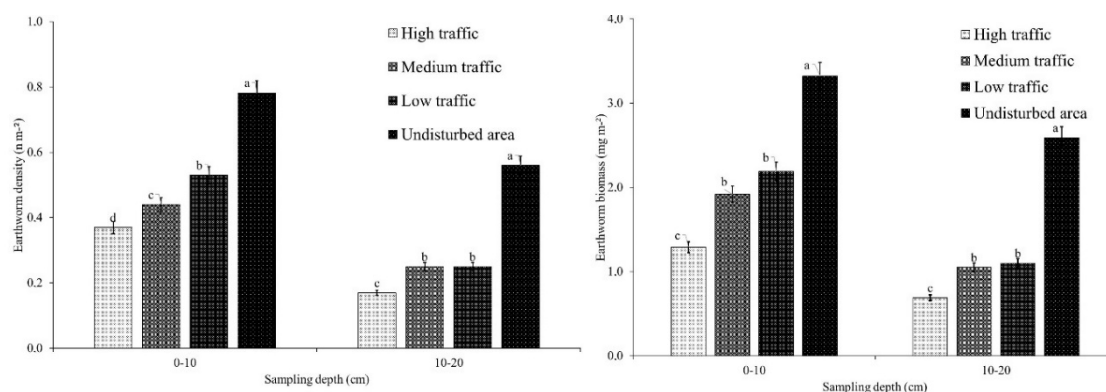 1.0
0.8
0.6
0.4
0.2
0.0
Earthworm density (n m-²)
High traffic
Medium traffic
Low traffic
Undisturbed area
d
c
b
a
c
b
b
a
0-10
10-20
Sampling depth (cm)
4.0
3.0
2.0
1.0
0.0
Earthworm biomass (mg m-²)
High traffic
Medium traffic
Low traffic
Undisturbed area
c
b
b
a
c
b
b
a
0-10
10-20
Sampling depth (cm)